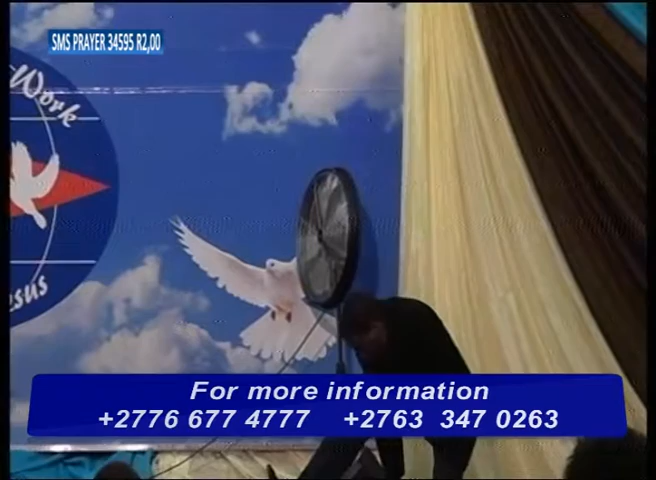 SMS PRAYER 34595 R2,00
Work
esus
For more information
+2776 677 4777 +2763 347 0263